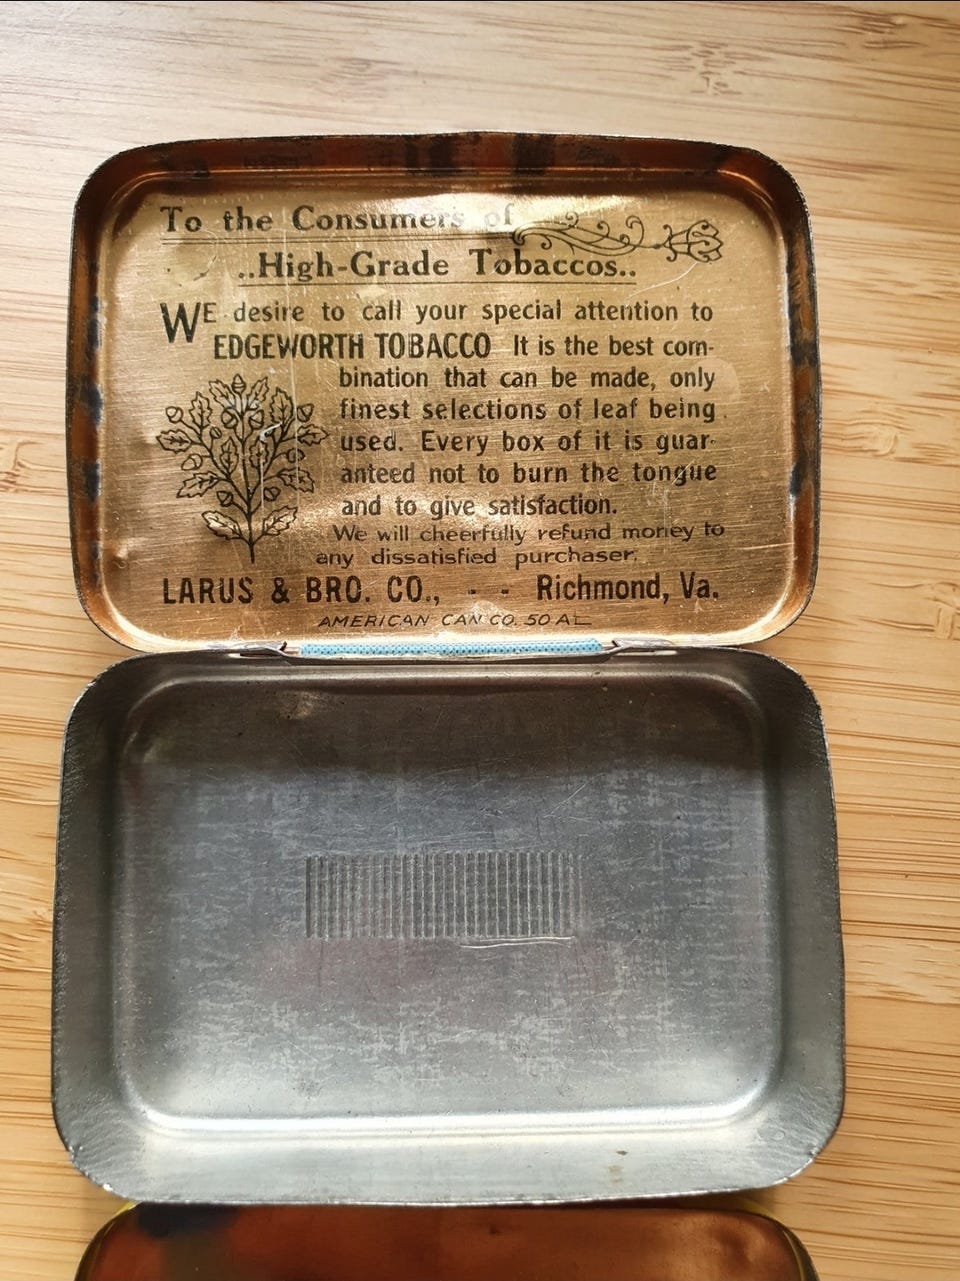 To the Consumers of
..High-Grade Tobaccos..
WE desire to call your special attention to
EDGEWORTH TOBACCO It is the best com-
bination that can be made, only
finest selections of leaf being
used. Every box of it is guar-
anteed not to burn the tongue
and to give satisfaction.
We will cheerfully refund money to
any dissatisfied purchaser.
LARUS & BRO. CO., - - Richmond, Va.
AMERICAN CAN CO. 50 AL